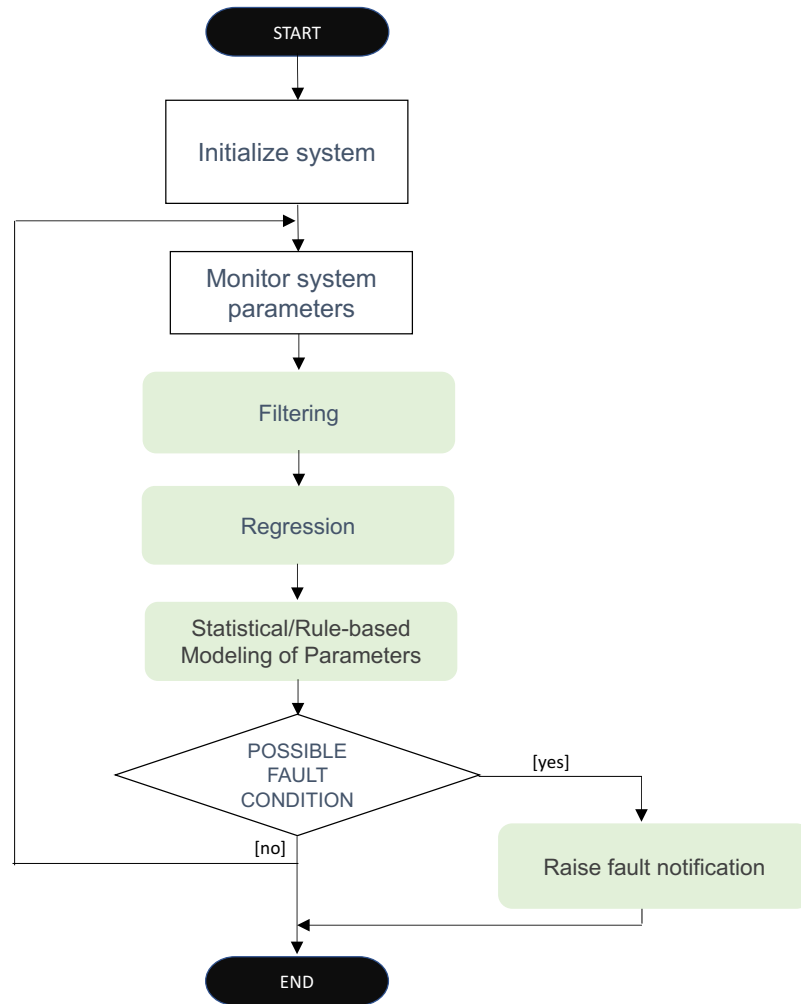 START
Initialize system
Monitor system
parameters
Filtering
Regression
Statistical/Rule-based
Modeling of Parameters
POSSIBLE
FAULT
CONDITION
[yes]
[no]
Raise fault notification
END